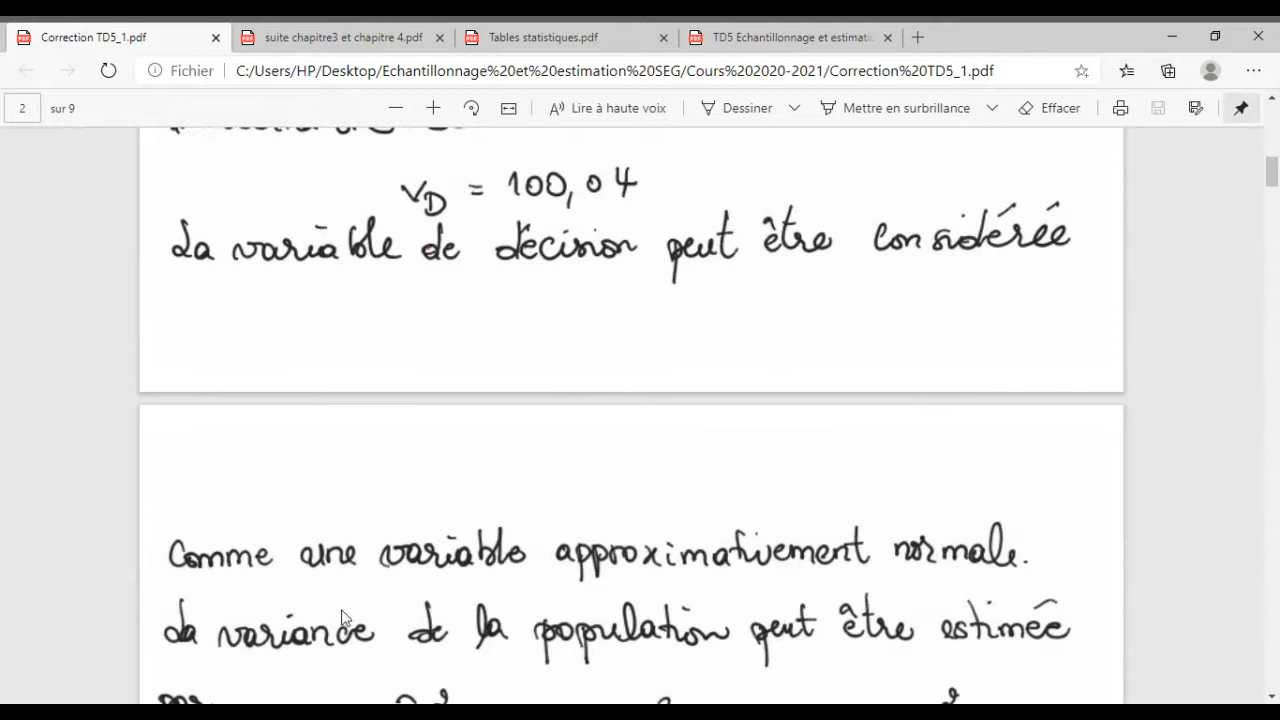 Correction TD5_1.pdf
suite chapitre3 et chapitre 4.pdf
Tables statistiques.pdf
TD5 Echantillonnage et estimati
Fichier
C:/Users/HP/Desktop/Echantillonnage%20et%20estimation%20SEG/Cours%202020-2021/Correction%20TD5_1.pdf
2 sur 9
Lire à haute voix
Dessiner
Mettre en surbrillance
Effacer
VD = 100,04
La variable de décision peut être considérée
Comme une variable approximativement normale.
La variance de la population peut être estimée